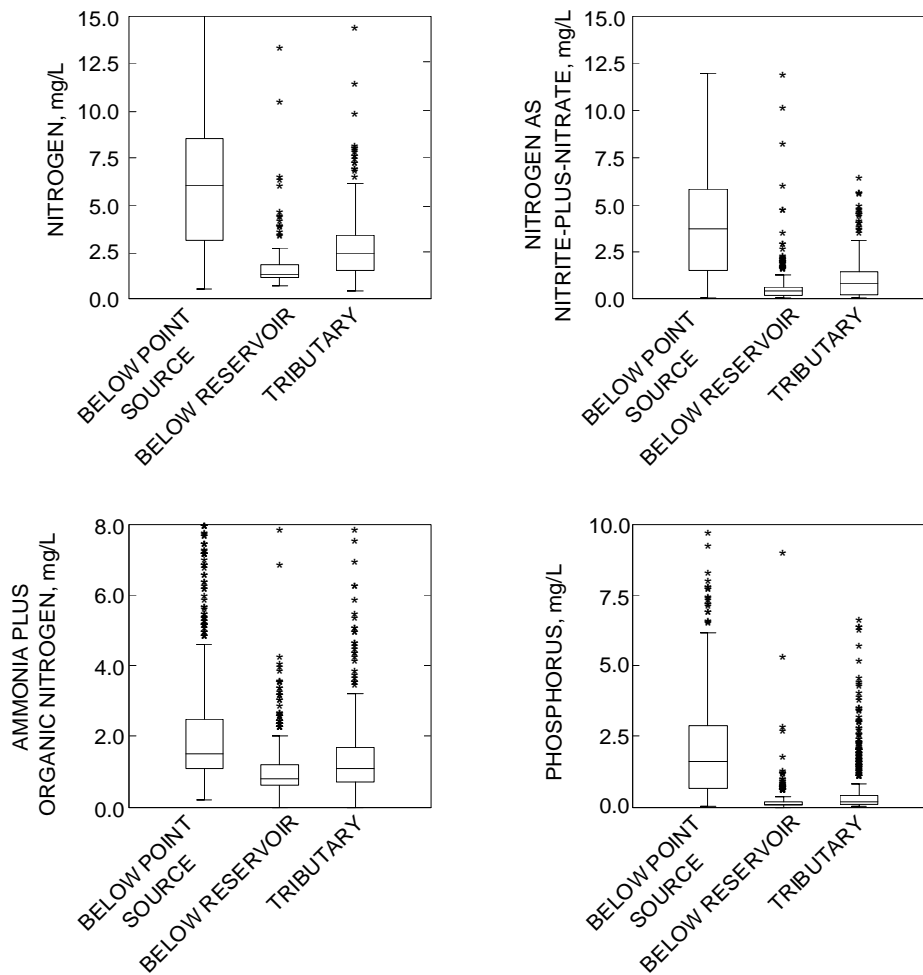 NITROGEN, mg/L
15.0
12.5
10.0
7.5
5.0
2.5
0.0
BELOW POINT
SOURCE
BELOW RESERVOIR
TRIBUTARY
NITROGEN AS
NITRITE-PLUS-NITRATE, mg/L
15.0
12.5
10.0
7.5
5.0
2.5
0.0
BELOW POINT
SOURCE
BELOW RESERVOIR
TRIBUTARY
AMMONIA PLUS
ORGANIC NITROGEN, mg/L
8.0
6.0
4.0
2.0
0.0
BELOW POINT
SOURCE
BELOW RESERVOIR
TRIBUTARY
PHOSPHORUS, mg/L
10.0
7.5
5.0
2.5
0.0
BELOW POINT
SOURCE
BELOW RESERVOIR
TRIBUTARY